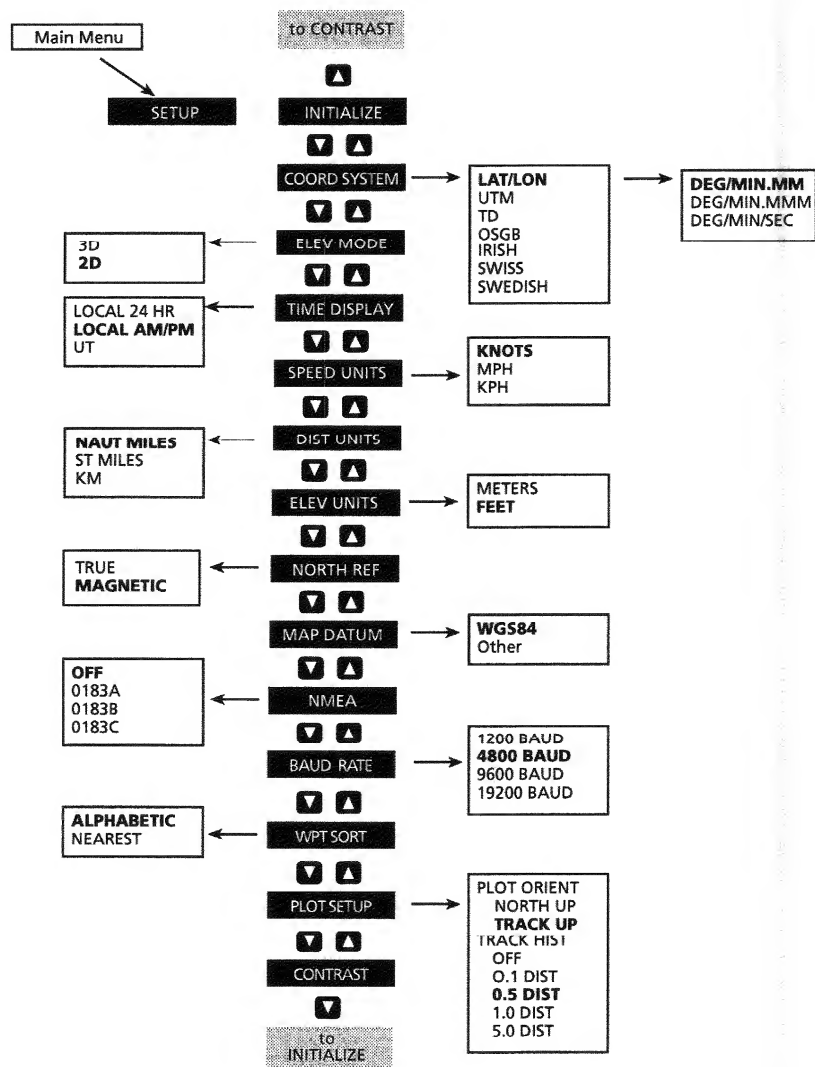 Main Menu
to CONTRAST
SETUP
INITIALIZE
COORD SYSTEM
LAT/LON
UTM
TD
OSGB
IRISH
SWISS
SWEDISH
DEG/MIN.MM
DEG/MIN.MMM
DEG/MIN/SEC
ELEV MODE
3D
2D
TIME DISPLAY
LOCAL 24 HR
LOCAL AM/PM
UT
SPEED UNITS
KNOTS
MPH
KPH
DIST UNITS
NAUT MILES
ST MILES
KM
ELEV UNITS
METERS
FEET
NORTH REF
TRUE
MAGNETIC
MAP DATUM
WGS84
Other
NMEA
OFF
0183A
0183B
0183C
BAUD RATE
1200 BAUD
4800 BAUD
9600 BAUD
19200 BAUD
WPT SORT
ALPHABETIC
NEAREST
PLOT SETUP
PLOT ORIENT
NORTH UP
TRACK UP
TRACK HIST
OFF
O.1 DIST
0.5 DIST
1.0 DIST
5.0 DIST
CONTRAST
to
INITIALIZE